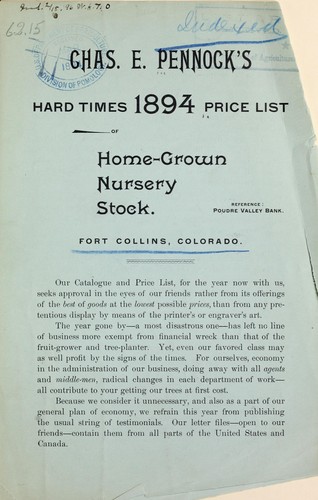 62.15
Indexed
DIVISION OF POMOLOGY
CHAS. E. PENNOCK'S
HARD TIMES 1894 PRICE LIST
OF
Home-Grown
Nursery
Stock.
REFERENCE:
POUDRE VALLEY BANK.
FORT COLLINS, COLORADO.
Our Catalogue and Price List, for the year now with us,
seeks approval in the eyes of our friends rather from its offerings
of the best of goods at the lowest possible prices, than from any pre-
tentious display by means of the printer's or engraver's art.
The year gone by—a most disastrous one—has left no line
of business more exempt from financial wreck than that of the
fruit-grower and tree-planter. Yet, even our favored class may
as well profit by the signs of the times. For ourselves, economy
in the administration of our business, doing away with all agents
and middle-men, radical changes in each department of work—
all contribute to your getting our trees at first cost.
Because we consider it unnecessary, and also as a part of our
general plan of economy, we refrain this year from publishing
the usual string of testimonials. Our letter files—open to our
friends—contain them from all parts of the United States and
Canada.